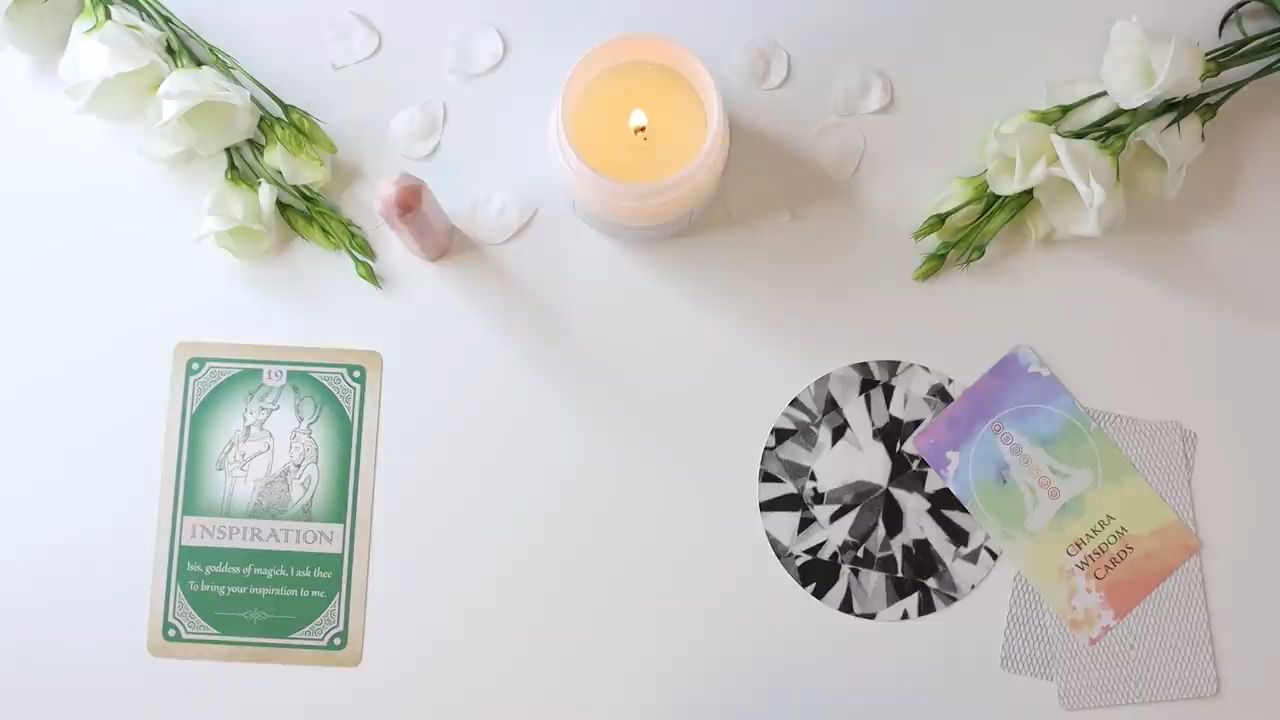 19
INSPIRATION
Isis, goddess of magick, I ask thee
To bring your inspiration to me.
CHAKRA
WISDOM
CARDS